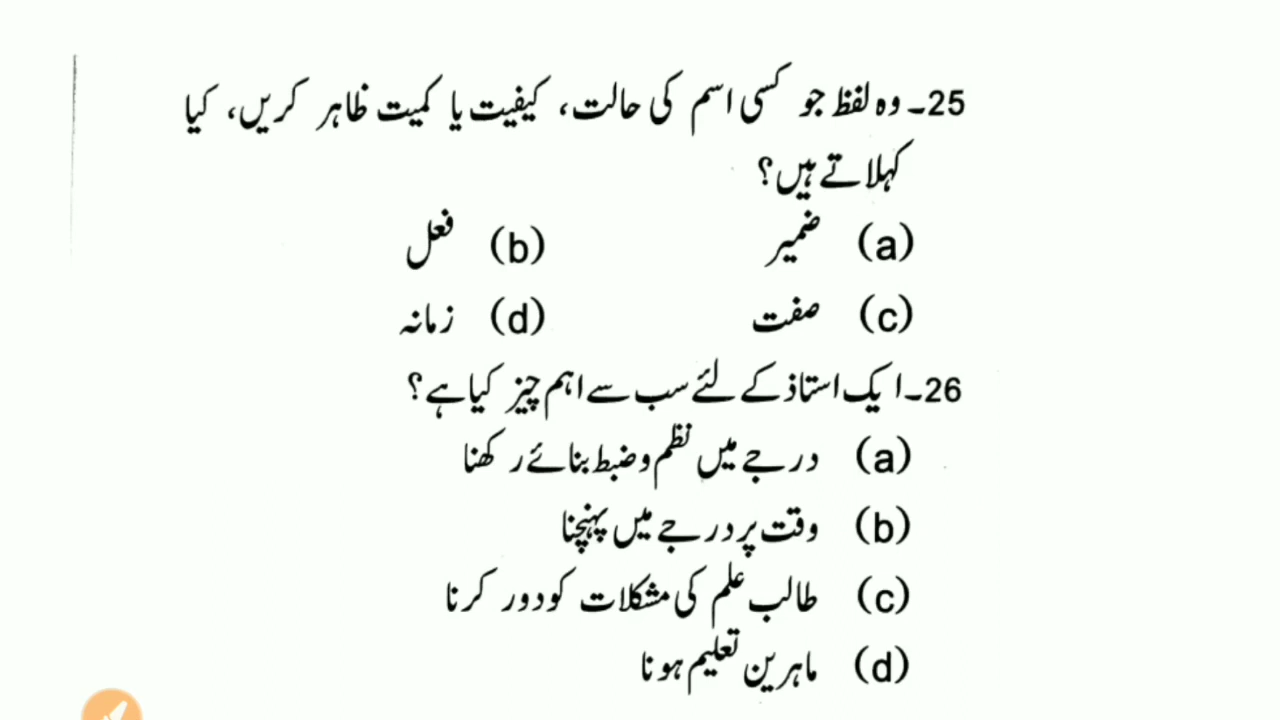 25۔ وہ لفظ جو کسی اسم کی حالت، کیفیت یا کمیت ظاہر کریں، کیا
کہلاتے ہیں؟
(a) ضمیر (b) فعل
(c) صفت (d) زمانہ
26۔ ایک استاذ کے لئے سب سے اہم چیز کیا ہے؟
(a) درجے میں نظم و ضبط بنائے رکھنا
(b) وقت پر درجے میں پہنچنا
(c) طالب علم کی مشکلات کو دور کرنا
(d) ماہرین تعلیم ہونا